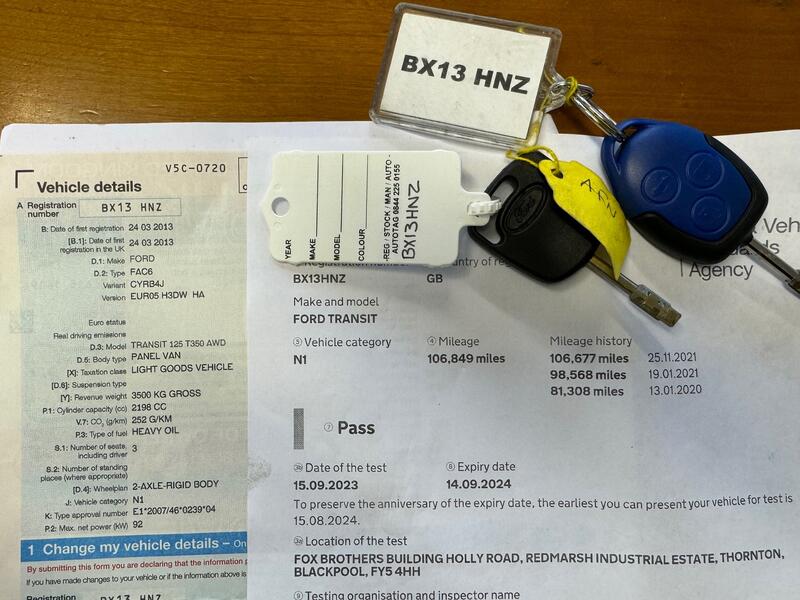 BX13 HNZ
V5C-0720
Vehicle details
A Registration number BX13 HNZ
B: Date of first registration 24 03 2013
[B.1]: Date of first registration in the UK 24 03 2013
D.1: Make FORD
D.2: Type FAC6
Variant CYRB4J
Version EUR05 H3DW HA
Euro status
Real driving emissions
D.3: Model TRANSIT 125 T350 AWD
D.5: Body type PANEL VAN
[X]: Taxation class LIGHT GOODS VEHICLE
[D.6]: Suspension type
[Y]: Revenue weight 3500 KG GROSS
P.1: Cylinder capacity (cc) 2198 CC
V.7: CO₂ (g/km) 252 G/KM
P.3: Type of fuel HEAVY OIL
S.1: Number of seats, including driver 3
S.2: Number of standing places (where appropriate)
[D.4]: Wheelplan 2-AXLE-RIGID BODY
J: Vehicle category N1
K: Type approval number E1*2007/46*0239*04
P.2: Max. net power (kW) 92
1 Change my vehicle details – On
By submitting this form you are declaring that the information p
If you have made changes to your vehicle or if the information above is
Registration BX13 HNZ
YEAR
MAKE
MODEL
COLOUR
REG / STOCK / MAN / AUTO -
AUTOTAG 0844 225 0155
BX13HNZ
Ford
Veh
Agency
BX13HNZ
GB
Make and model
FORD TRANSIT
Vehicle category
N1
Mileage
106,849 miles
Mileage history
106,677 miles 25.11.2021
98,568 miles 19.01.2021
81,308 miles 13.01.2020
Pass
Date of the test
15.09.2023
Expiry date
14.09.2024
To preserve the anniversary of the expiry date, the earliest you can present your vehicle for test is
15.08.2024.
Location of the test
FOX BROTHERS BUILDING HOLLY ROAD, REDMARSH INDUSTRIAL ESTATE, THORNTON,
BLACKPOOL, FY5 4HH
Testing organisation and inspector name